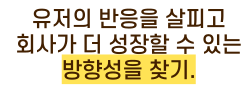 유저의 반응을 살피고
회사가 더 성장할 수 있는
방향성을 찾기.